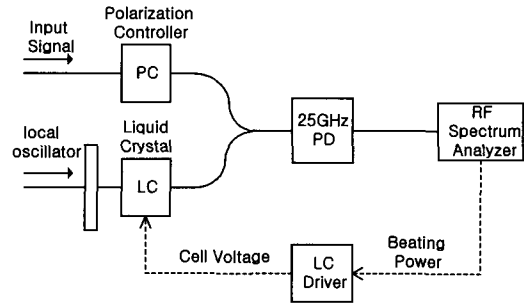 Polarization
Controller
Input
Signal
PC
local
oscillator
Liquid
Crystal
LC
25GHz
PD
RF
Spectrum
Analyzer
Cell Voltage
LC
Driver
Beating
Power